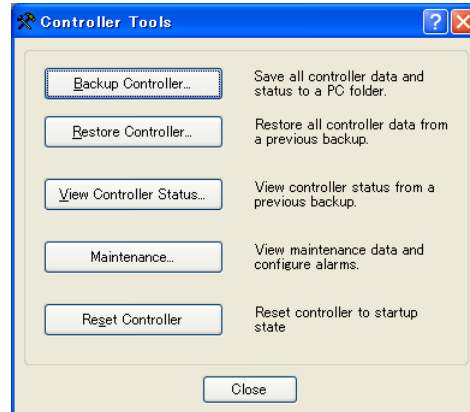 Controller Tools
Backup Controller...
Save all controller data and
status to a PC folder.
Restore Controller...
Restore all controller data from
a previous backup.
View Controller Status...
View controller status from a
previous backup.
Maintenance...
View maintenance data and
configure alarms.
Reset Controller
Reset controller to startup
state
Close